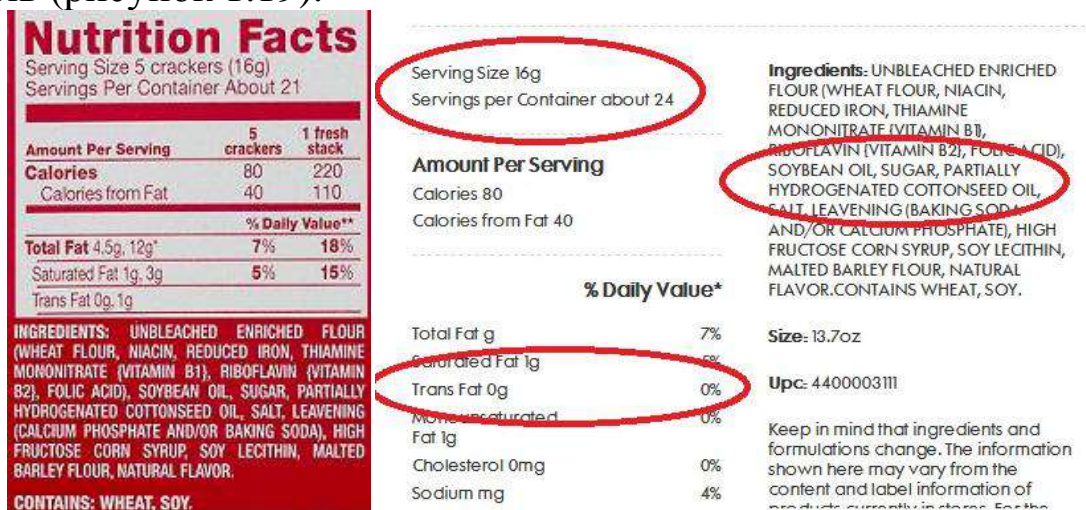 (рисунок 1.19).
Nutrition Facts
Serving Size 5 crackers (16g)
Servings Per Container About 21
Amount Per Serving 5 crackers 1 fresh stack
Calories 80 220
Calories from Fat 40 110
% Daily Value**
Total Fat 4.5g, 12g* 7% 18%
Saturated Fat 1g, 3g 5% 15%
Trans Fat 0g, 1g
INGREDIENTS: UNBLEACHED ENRICHED FLOUR
(WHEAT FLOUR, NIACIN, REDUCED IRON, THIAMINE
MONONITRATE {VITAMIN B1}, RIBOFLAVIN {VITAMIN
B2}, FOLIC ACID), SOYBEAN OIL, SUGAR, PARTIALLY
HYDROGENATED COTTONSEED OIL, SALT, LEAVENING
(CALCIUM PHOSPHATE AND/OR BAKING SODA), HIGH
FRUCTOSE CORN SYRUP, SOY LECITHIN, MALTED
BARLEY FLOUR, NATURAL FLAVOR.
CONTAINS: WHEAT, SOY.
Serving Size 16g
Servings per Container about 24
Amount Per Serving
Calories 80
Calories from Fat 40
% Daily Value*
Total Fat g 7%
Saturated Fat 1g 5%
Trans Fat 0g 0%
Monounsaturated 0%
Fat 1g
Cholesterol 0mg 0%
Sodium mg 4%
Ingredients: UNBLEACHED ENRICHED
FLOUR (WHEAT FLOUR, NIACIN,
REDUCED IRON, THIAMINE
MONONITRATE {VITAMIN B1},
RIBOFLAVIN {VITAMIN B2}, FOLIC ACID),
SOYBEAN OIL, SUGAR, PARTIALLY
HYDROGENATED COTTONSEED OIL,
SALT, LEAVENING (BAKING SODA
AND/OR CALCIUM PHOSPHATE), HIGH
FRUCTOSE CORN SYRUP, SOY LECITHIN,
MALTED BARLEY FLOUR, NATURAL
FLAVOR.CONTAINS WHEAT, SOY.
Size: 13.7oz
Upc: 4400003111
Keep in mind that ingredients and
formulations change. The information
shown here may vary from the
content and label information of
products currently in stores. For the